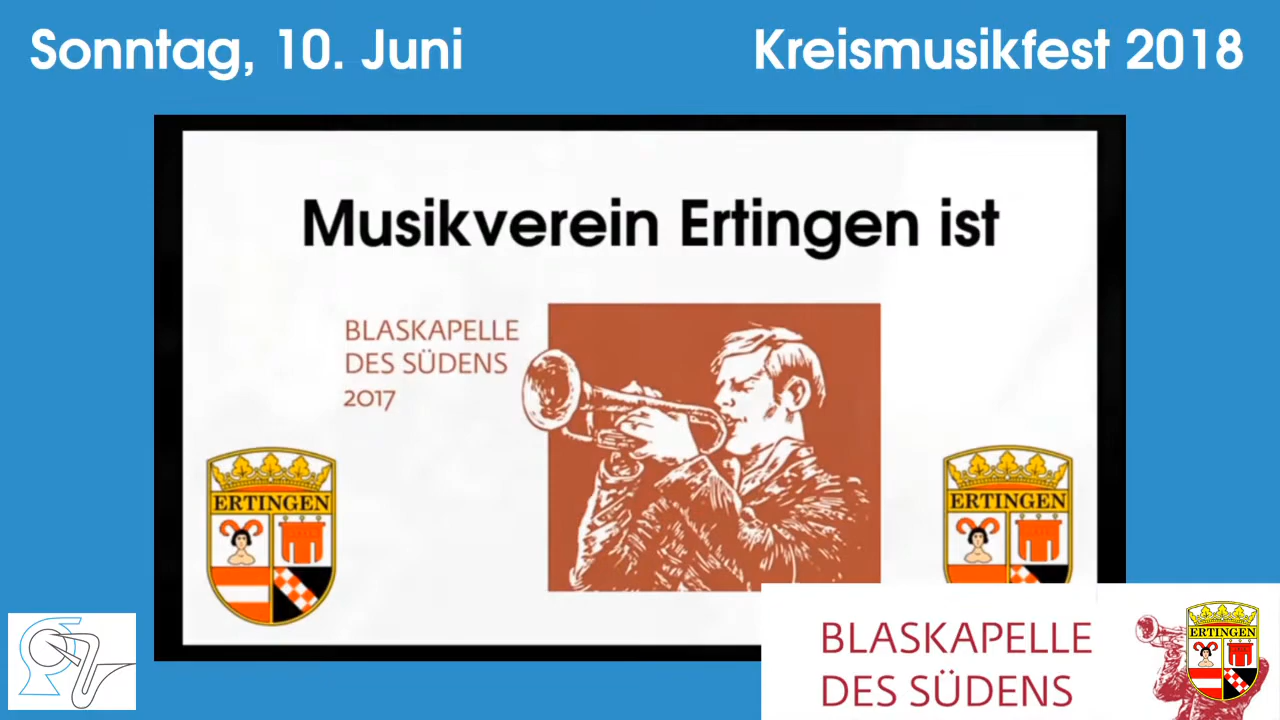 Sonntag, 10. Juni
Kreismusikfest 2018
Musikverein Ertingen ist
BLASKAPELLE
DES SÜDENS
2017
ERTINGEN
ERTINGEN
BLASKAPELLE
DES SÜDENS
ERTINGEN